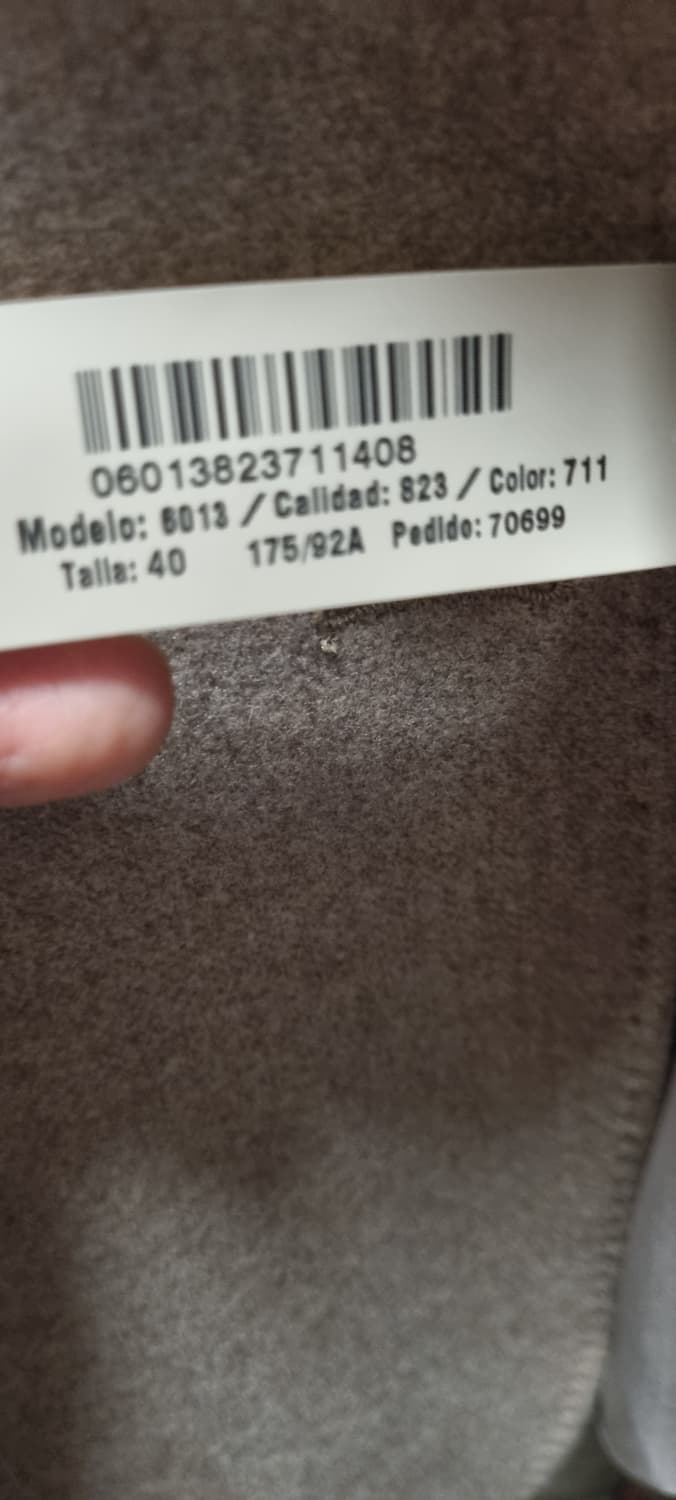 06013823711408
Modelo: 6013 / Calidad: 823 / Color: 711
Talla: 40 175/92A Pedido: 70699